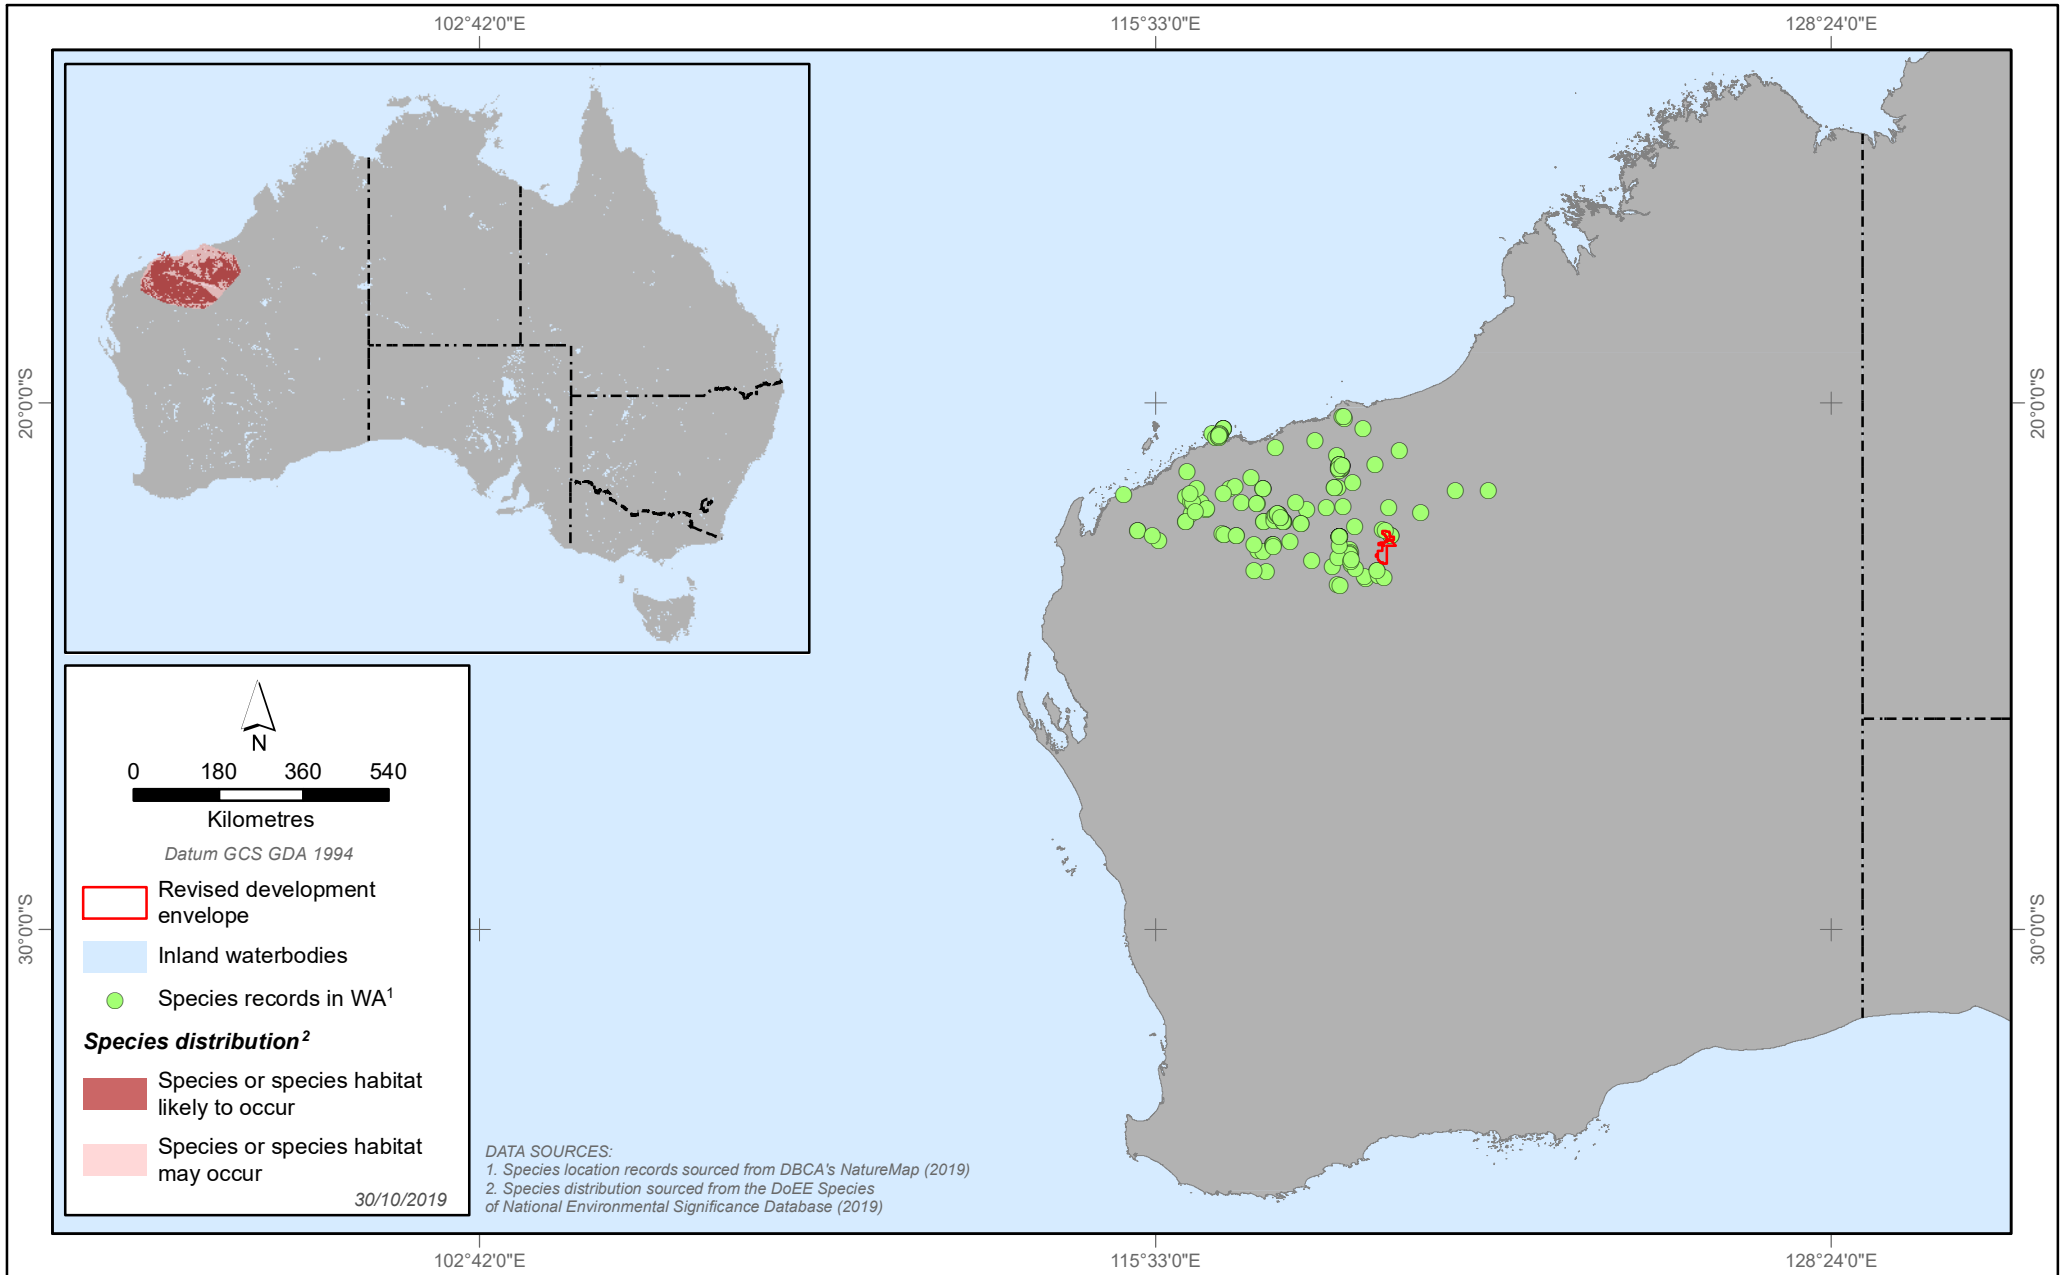 102°42'0"E
115°33'0"E
128°24'0"E
20°0'0"S
20°0'0"S
30°0'0"S
30°0'0"S
N
0 180 360 540
Kilometres
Datum GCS GDA 1994
Revised development
envelope
Inland waterbodies
Species records in WA1
Species distribution2
Species or species habitat
likely to occur
Species or species habitat
may occur
30/10/2019
DATA SOURCES:
1. Species location records sourced from DBCA's NatureMap (2019)
2. Species distribution sourced from the DoEE Species
of National Environmental Significance Database (2019)
102°42'0"E
115°33'0"E
128°24'0"E